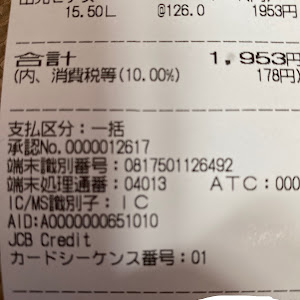 15.50L @126.0 1953円
合計 1,953円
(内、消費税等(10.00%) 178円)
支払区分：一括
承認No.0000012617
端末識別番号：0817501126492
端末処理通番：04013 ATC：000
IC/MS識別子：ＩＣ
AID:A0000000651010
JCB Credit
カードシーケンス番号：01